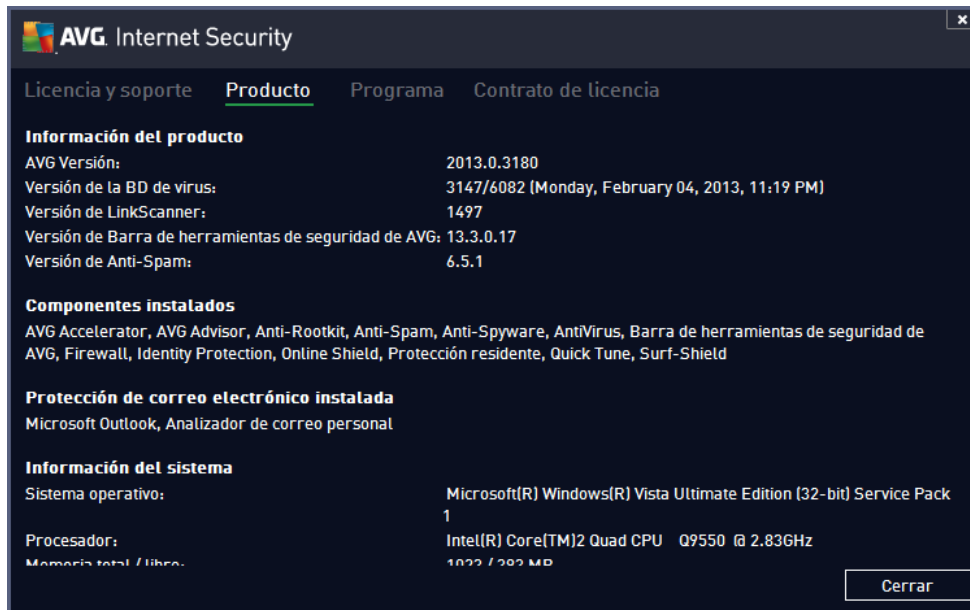 AVG. Internet Security
Licencia y soporte Producto Programa Contrato de licencia
Información del producto
AVG Versión: 2013.0.3180
Versión de la BD de virus: 3147/6082 (Monday, February 04, 2013, 11:19 PM)
Versión de LinkScanner: 1497
Versión de Barra de herramientas de seguridad de AVG: 13.3.0.17
Versión de Anti-Spam: 6.5.1
Componentes instalados
AVG Accelerator, AVG Advisor, Anti-Rootkit, Anti-Spam, Anti-Spyware, AntiVirus, Barra de herramientas de seguridad de
AVG, Firewall, Identity Protection, Online Shield, Protección residente, Quick Tune, Surf-Shield
Protección de correo electrónico instalada
Microsoft Outlook, Analizador de correo personal
Información del sistema
Sistema operativo: Microsoft(R) Windows(R) Vista Ultimate Edition (32-bit) Service Pack
1
Procesador: Intel(R) Core(TM)2 Quad CPU Q9550 @ 2.83GHz
Memoria total / libre: 1022 / 282 MB
Cerrar